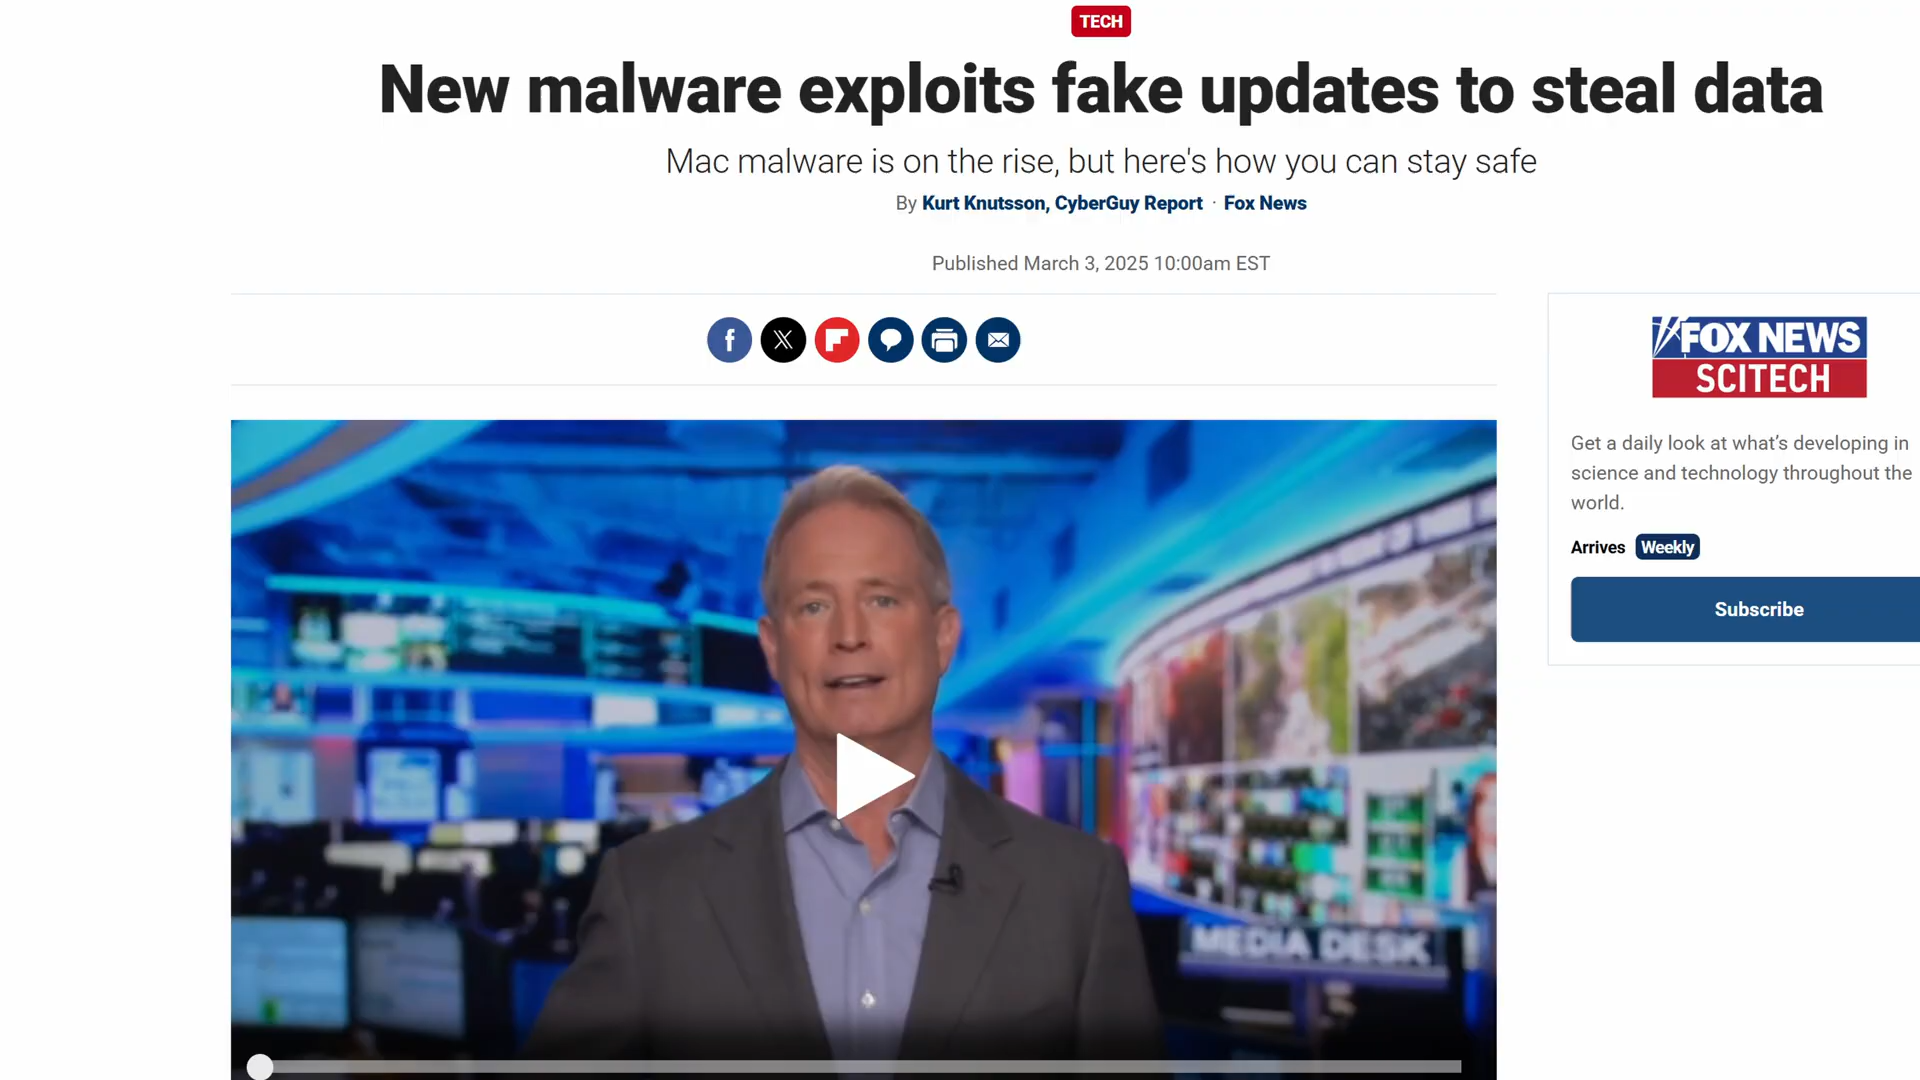 TECH
New malware exploits fake updates to steal data
Mac malware is on the rise, but here's how you can stay safe
By Kurt Knutsson, CyberGuy Report · Fox News
Published March 3, 2025 10:00am EST
FOX NEWS
SCITECH
Get a daily look at what’s developing in
science and technology throughout the
world.
Arrives Weekly
Subscribe
MEDIA DESK